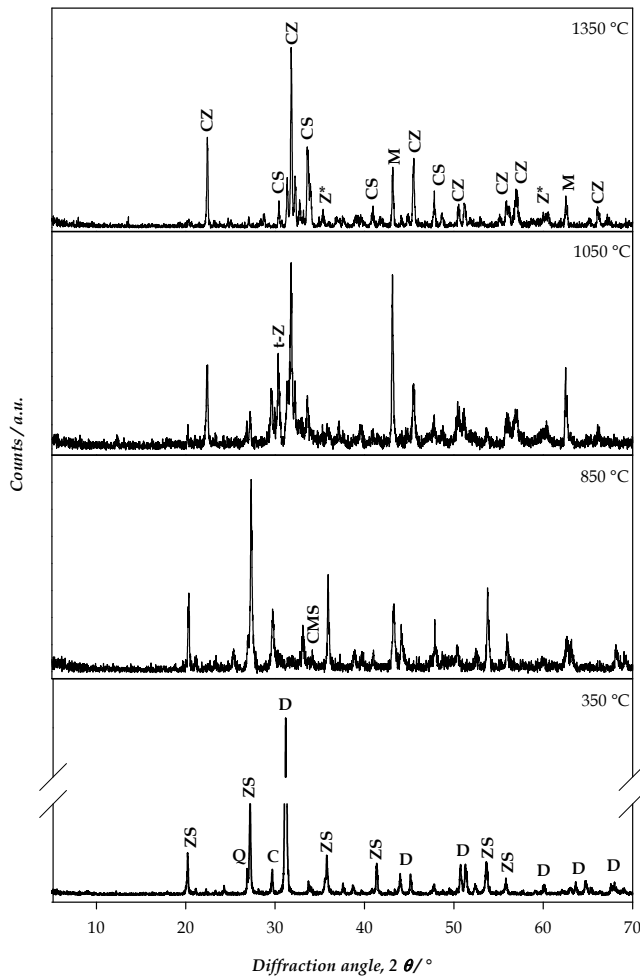 1350 °C
CZ
CZ
CS
CS
Z*
CS
M
CZ
CS
CZ
CZ
CZ
Z*
M
CZ
1050 °C
t-Z
850 °C
CMS
350 °C
ZS
Q
ZS
C
D
ZS
ZS
D
D
ZS
ZS
D
D
D
Counts / a.u.
10 20 30 40 50 60 70
Diffraction angle, 2 θ/ °